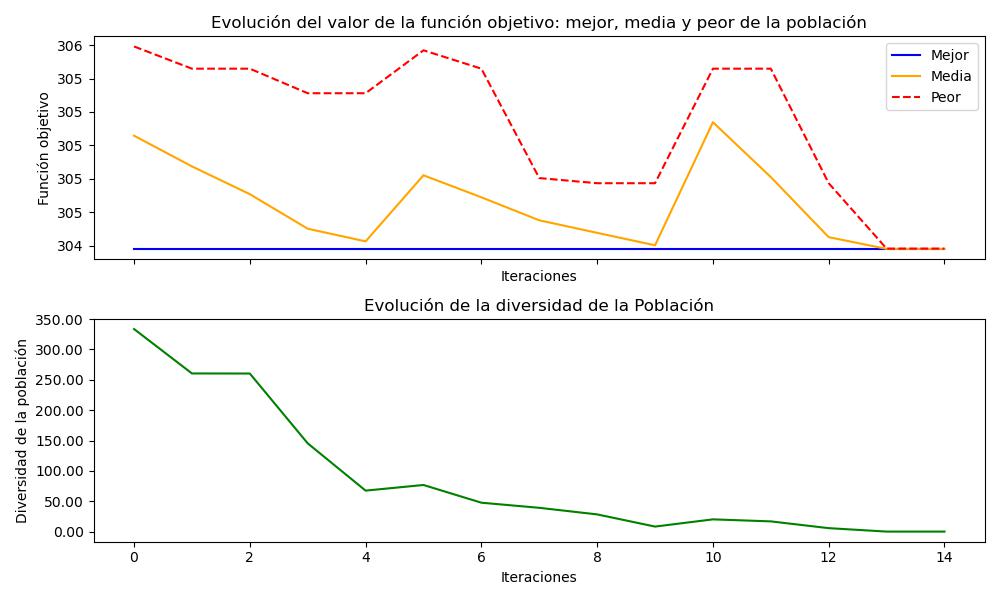 Evolución del valor de la función objetivo: mejor, media y peor de la población
Función objetivo
306
305
305
305
305
305
304
Mejor
Media
Peor
Iteraciones
Evolución de la diversidad de la Población
Diversidad de la población
350.00
300.00
250.00
200.00
150.00
100.00
50.00
0.00
0 2 4 6 8 10 12 14
Iteraciones